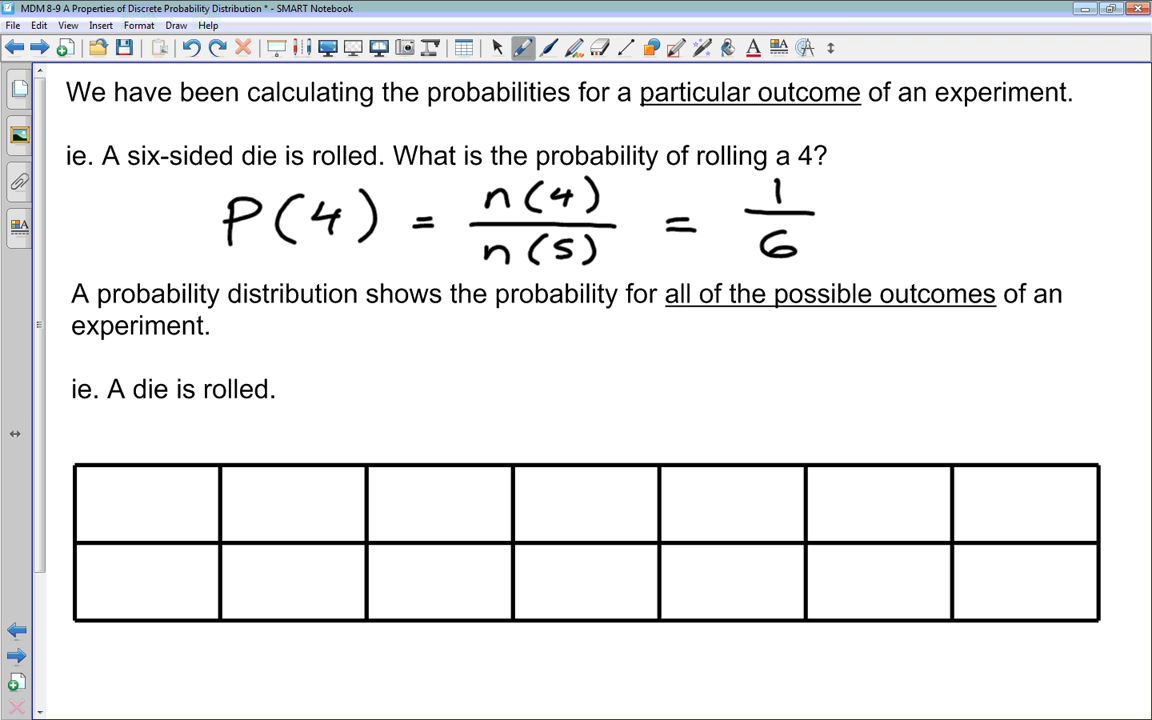 MDM 8-9 A Properties of Discrete Probability Distribution * - SMART Notebook
File Edit View Insert Format Tools Draw Help
We have been calculating the probabilities for a particular outcome of an experiment.
ie. A six-sided die is rolled. What is the probability of rolling a 4?
P(4) = n(4) / n(S) = 1 / 6
A probability distribution shows the probability for all of the possible outcomes of an
experiment.
ie. A die is rolled.